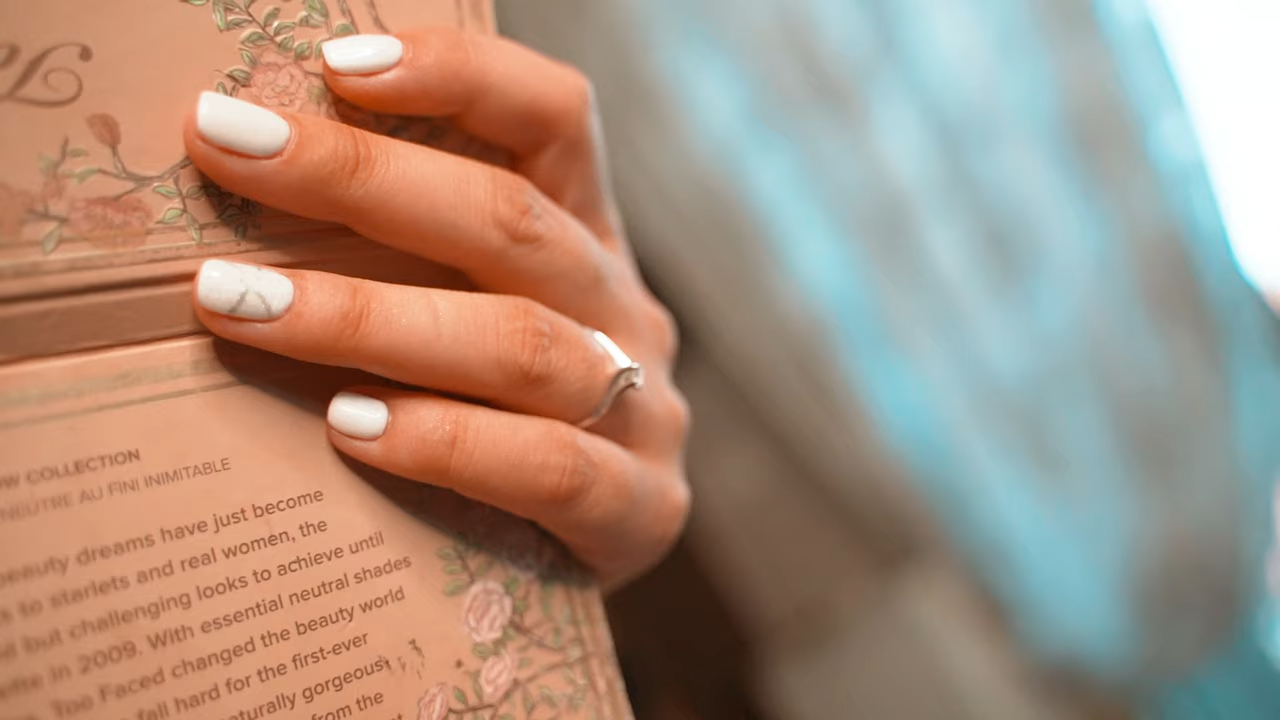 COLLECTION
NEUTRE AU FINI INIMITABLE
beauty dreams have just become
to starlets and real women, the
but challenging looks to achieve until
in 2009. With essential neutral shades
Too Faced changed the beauty world
fall hard for the first-ever
naturally gorgeous,
from the